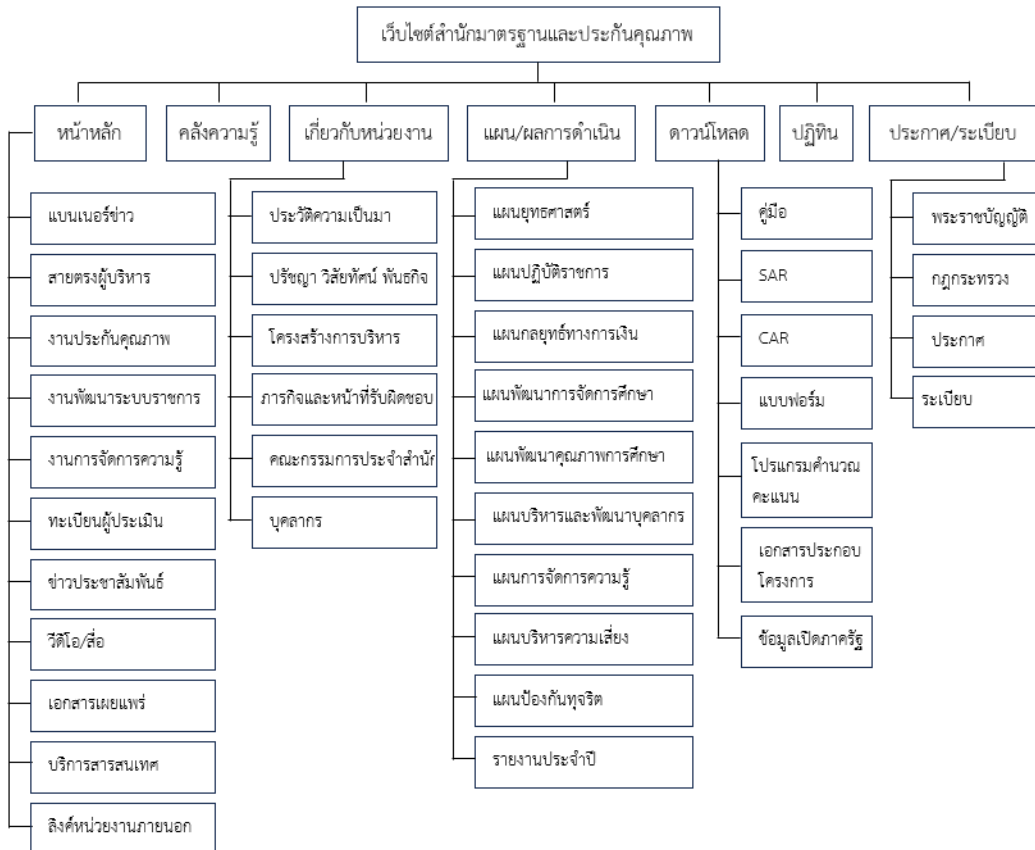 เว็บไซต์สำนักมาตรฐานและประกันคุณภาพ
หน้าหลัก
คลังความรู้
เกี่ยวกับหน่วยงาน
แผน/ผลการดำเนิน
ดาวน์โหลด
ปฏิทิน
ประกาศ/ระเบียบ
แบนเนอร์ข่าว
สายตรงผู้บริหาร
งานประกันคุณภาพ
งานพัฒนาระบบราชการ
งานการจัดการความรู้
ทะเบียนผู้ประเมิน
ข่าวประชาสัมพันธ์
วีดิโอ/สื่อ
เอกสารเผยแพร่
บริการสารสนเทศ
ลิงค์หน่วยงานภายนอก
ประวัติความเป็นมา
ปรัชญา วิสัยทัศน์ พันธกิจ
โครงสร้างการบริหาร
ภารกิจและหน้าที่รับผิดชอบ
คณะกรรมการประจำสำนัก
บุคลากร
แผนยุทธศาสตร์
แผนปฏิบัติราชการ
แผนกลยุทธ์ทางการเงิน
แผนพัฒนาการจัดการศึกษา
แผนพัฒนาคุณภาพการศึกษา
แผนบริหารและพัฒนาบุคลากร
แผนการจัดการความรู้
แผนบริหารความเสี่ยง
แผนป้องกันทุจริต
รายงานประจำปี
คู่มือ
SAR
CAR
แบบฟอร์ม
โปรแกรมคำนวณ
คะแนน
เอกสารประกอบ
โครงการ
ข้อมูลเปิดภาครัฐ
พระราชบัญญัติ
กฎกระทรวง
ประกาศ
ระเบียบ